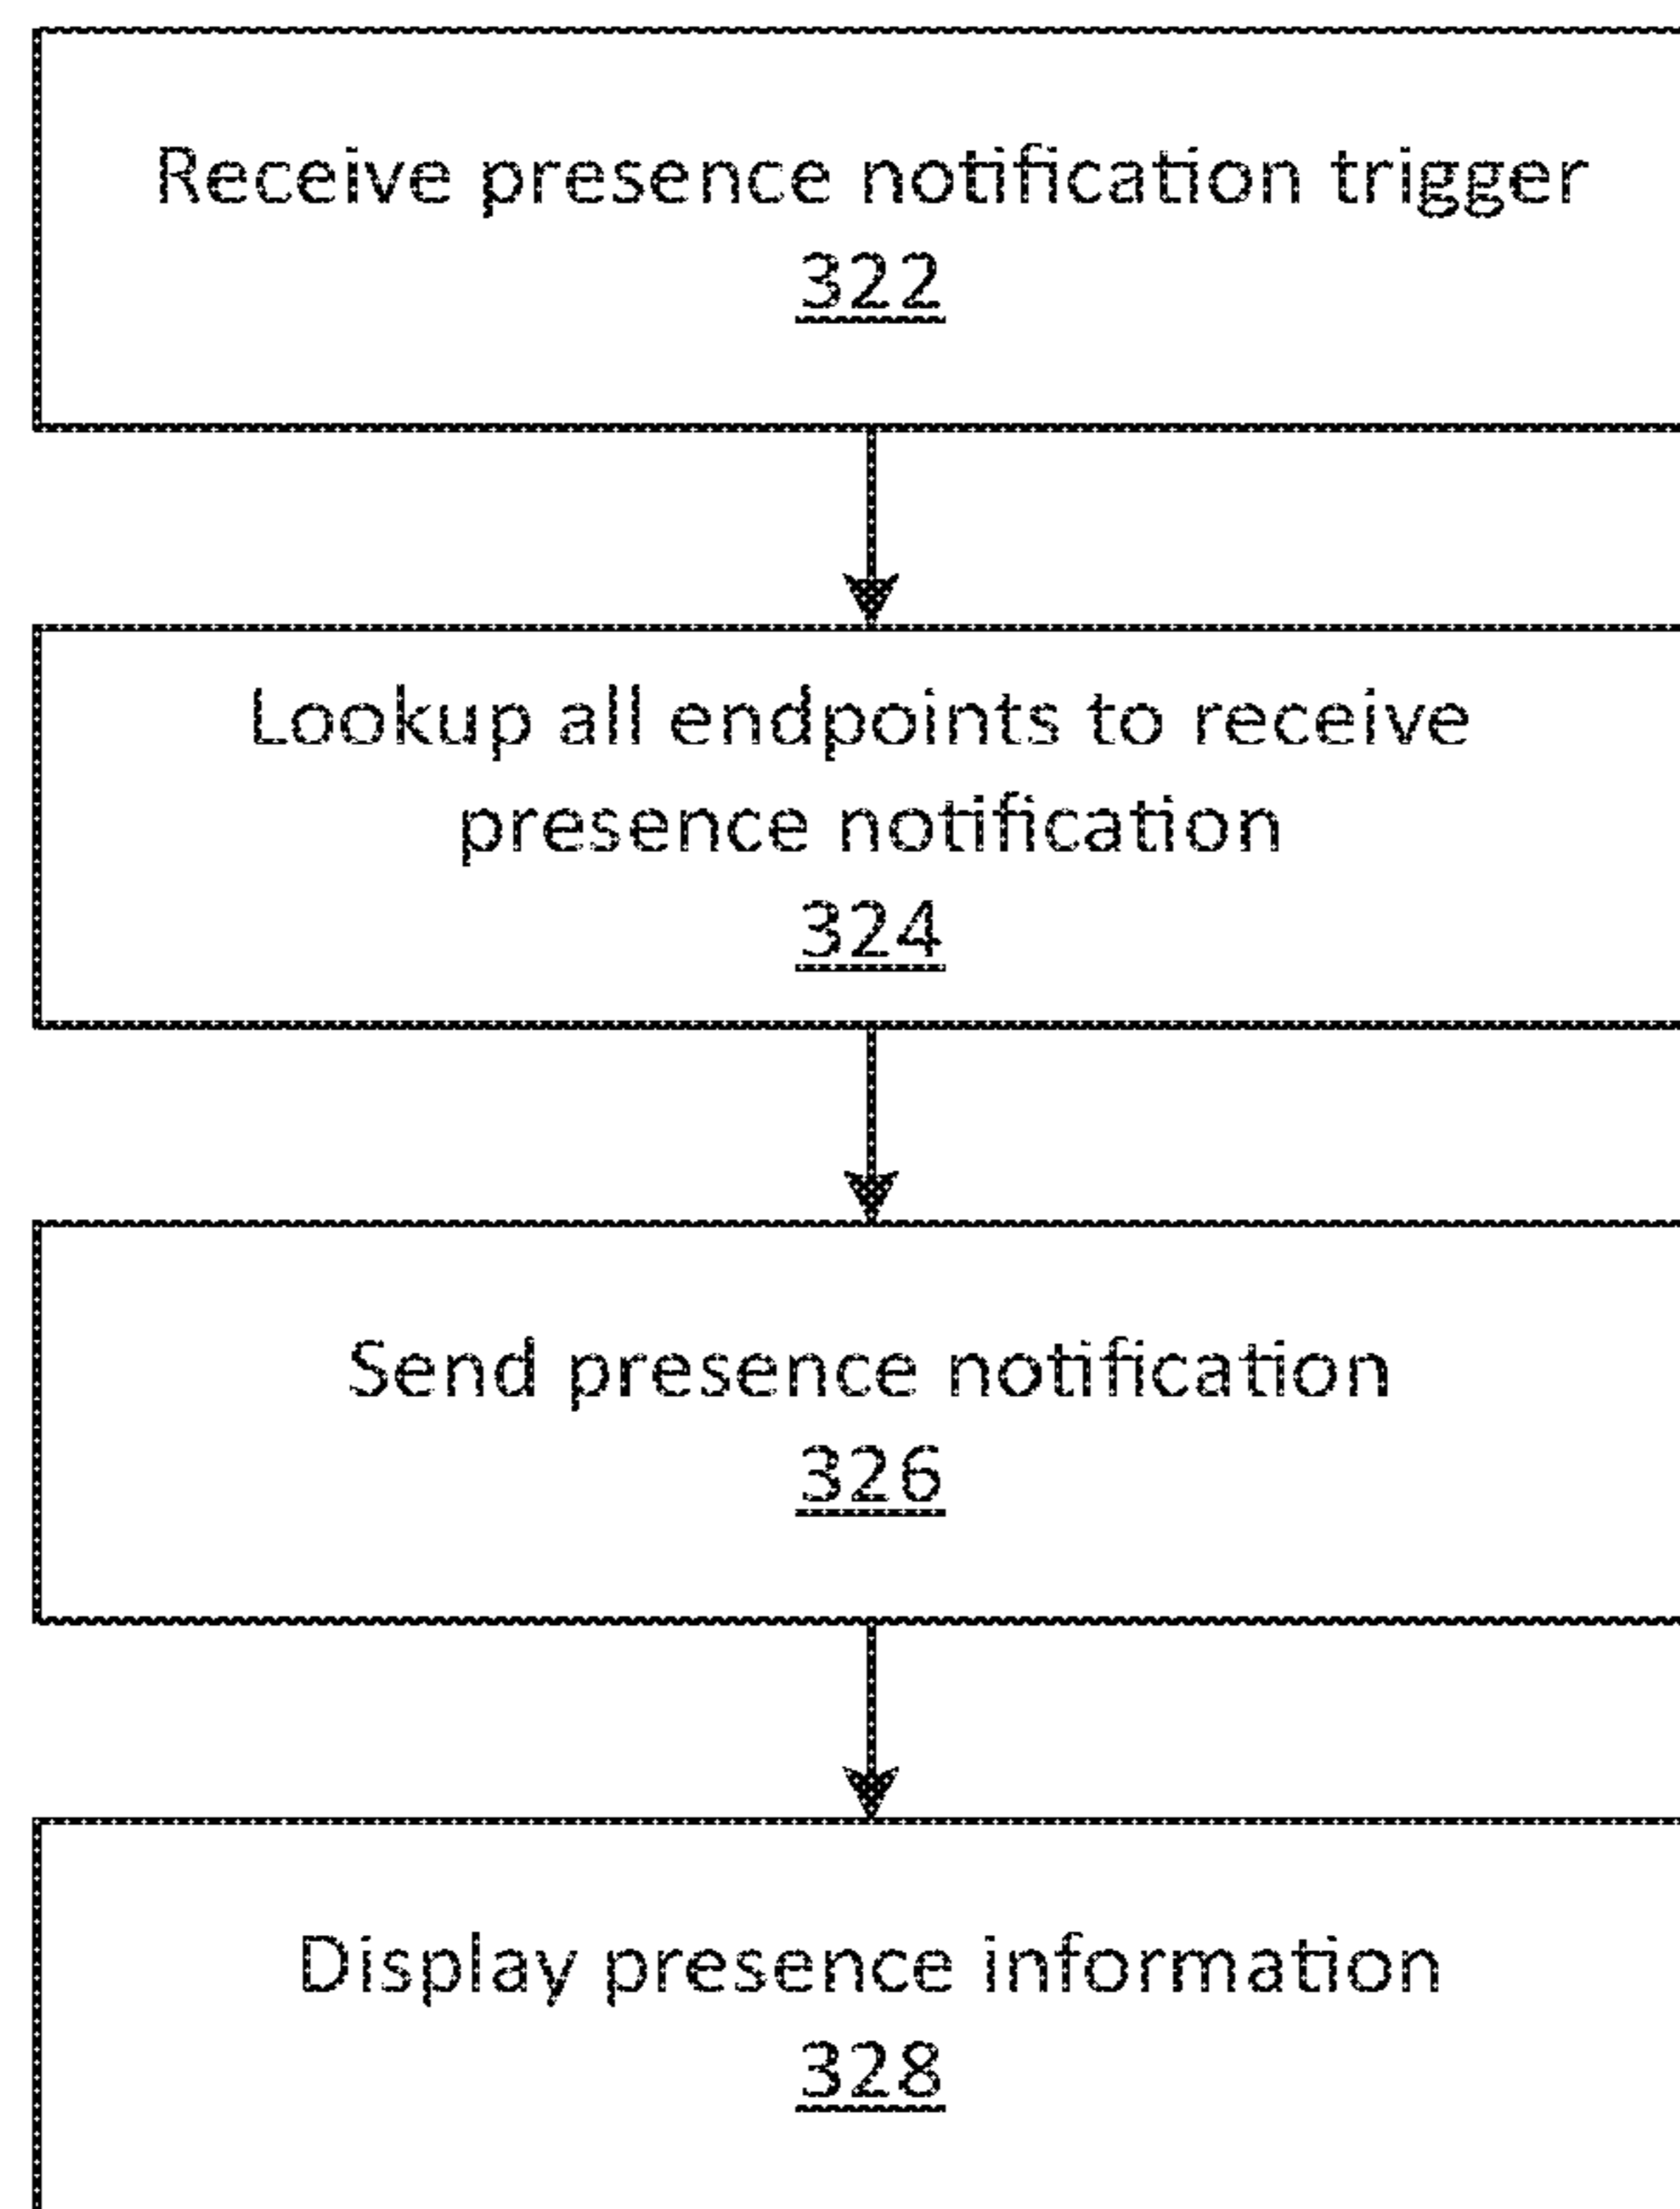 Receive presence notification trigger
322
Lookup all endpoints to receive
presence notification
324
Send presence notification
326
Display presence information
328